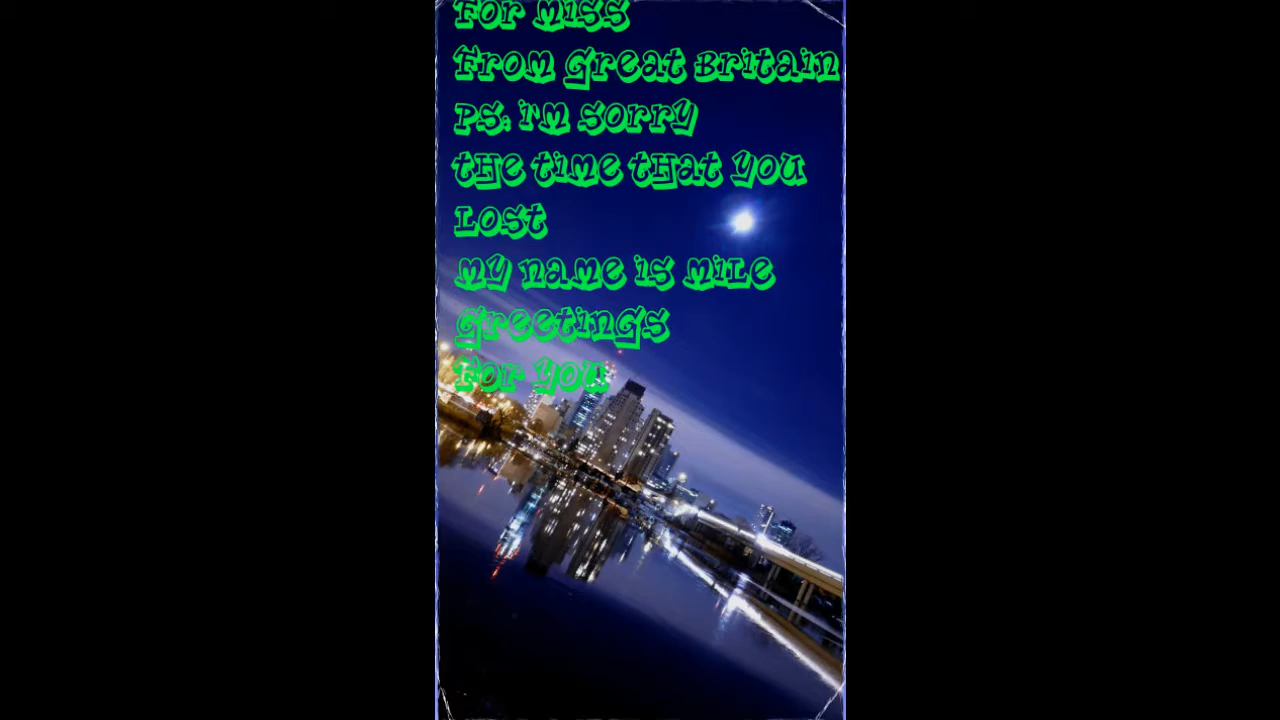 For Miss
From Great Britain
PS: i'm sorry
the time that you
Lost
my name is Mile
Greetings
For you